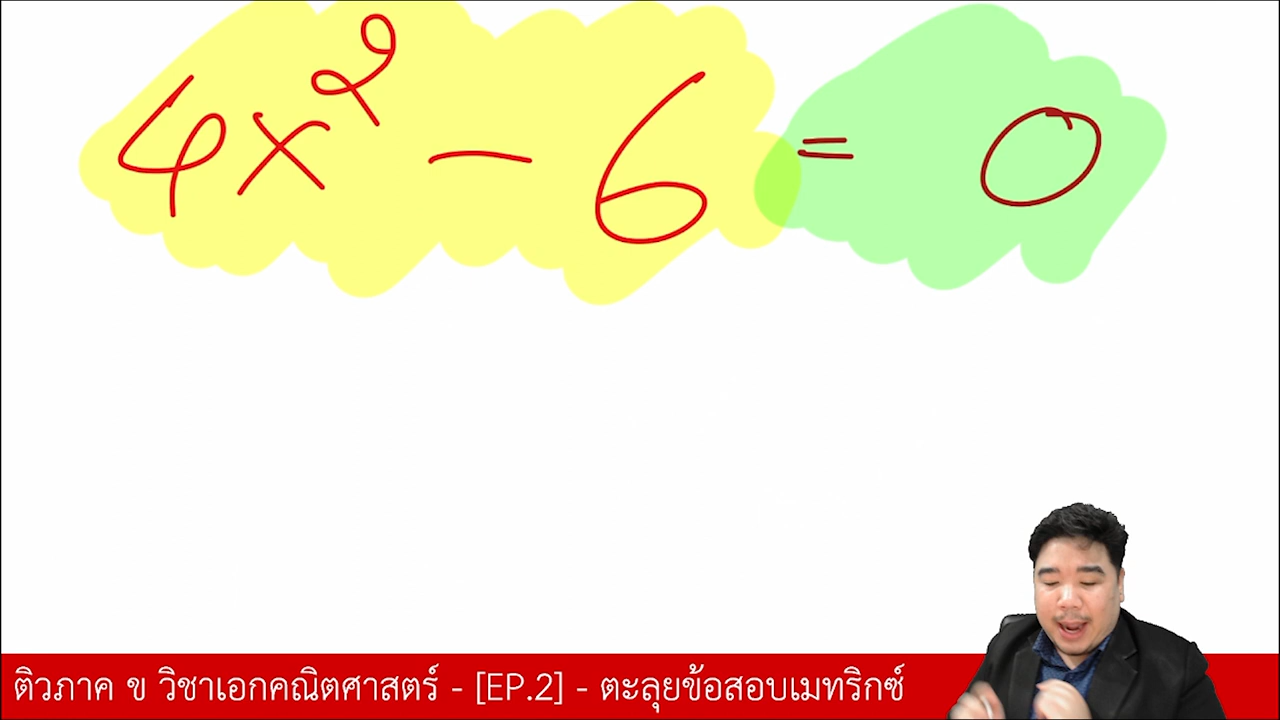 4x² - 6 = 0
ติวภาค ข วิชาเอกคณิตศาสตร์ - [EP.2] - ตะลุยข้อสอบเมทริกซ์